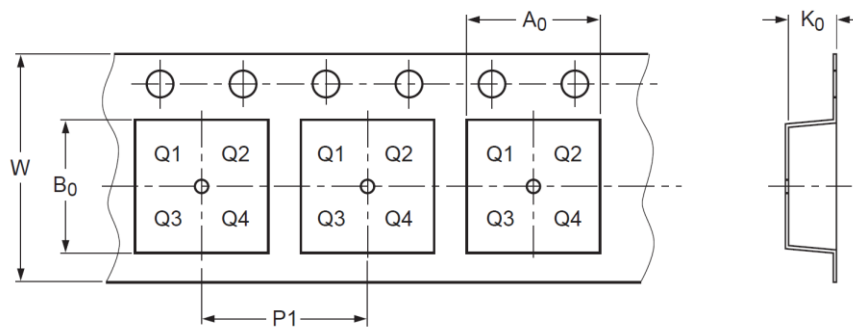 A0 K0
Q1 Q2 Q1 Q2 Q1 Q2
W B0
Q3 Q4 Q3 Q4 Q3 Q4
P1